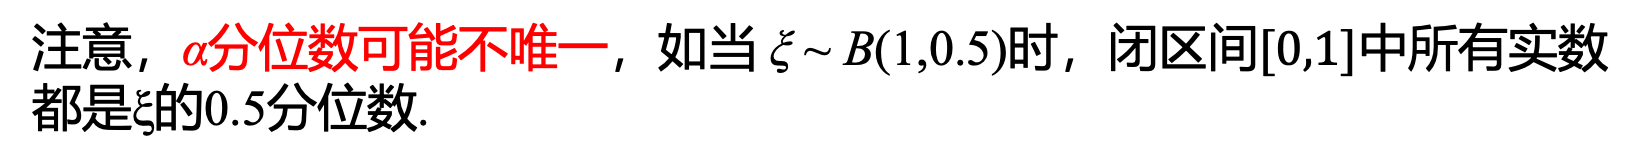 注意，α分位数可能不唯一，如当 ξ ~ B(1,0.5)时，闭区间[0,1]中所有实数
都是ξ的0.5分位数.